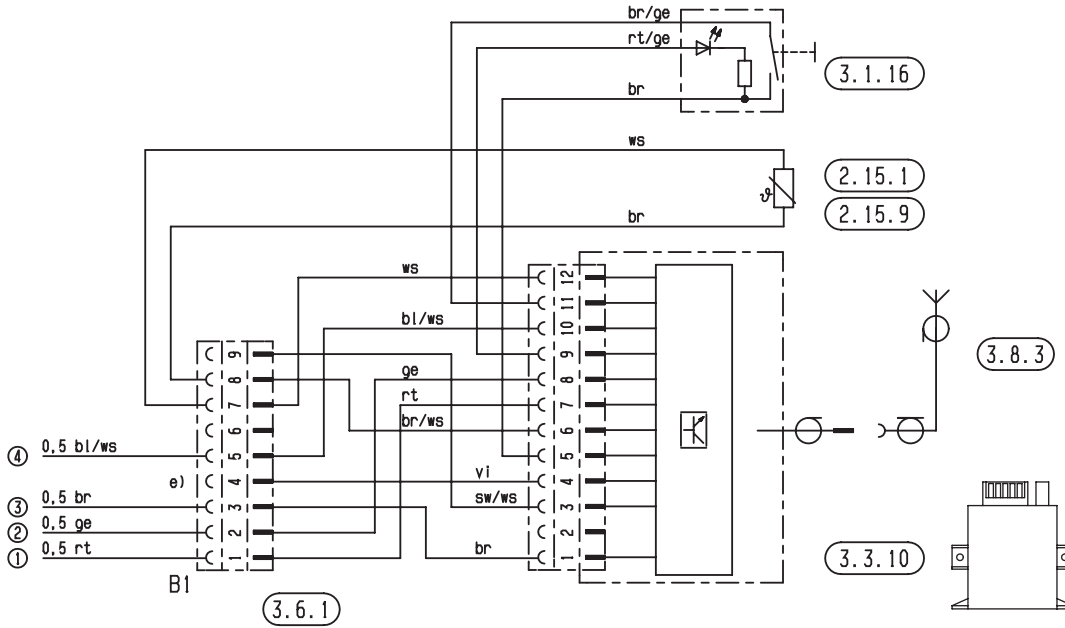 br/ge
rt/ge
br
3.1.16
ws
ϑ
2.15.1
2.15.9
br
ws
12
11
bl/ws
10
9
9
ge
8
8
rt
7
7
br/ws
6
6
④ 0,5 bl/ws
5
5
e)
4
vi
4
③ 0,5 br
3
sw/ws
3
② 0,5 ge
2
2
① 0,5 rt
1
br
1
B1
3.6.1
3.8.3
3.3.10